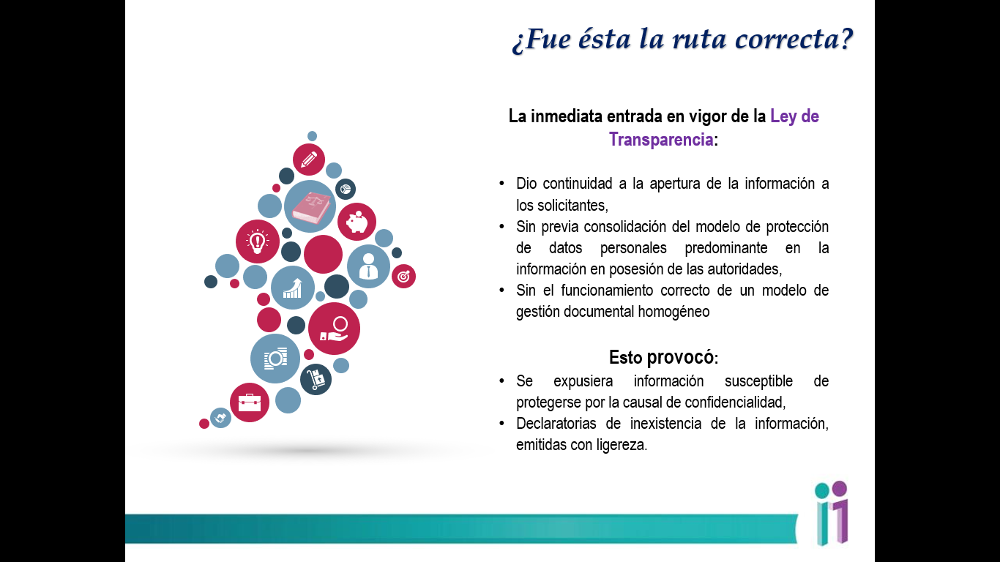 ¿Fue ésta la ruta correcta?
La inmediata entrada en vigor de la Ley de
Transparencia:
• Dio continuidad a la apertura de la información a
los solicitantes,
• Sin previa consolidación del modelo de protección
de datos personales predominante en la
información en posesión de las autoridades,
• Sin el funcionamiento correcto de un modelo de
gestión documental homogéneo
Esto provocó:
• Se expusiera información susceptible de
protegerse por la causal de confidencialidad,
• Declaratorias de inexistencia de la información,
emitidas con ligereza.